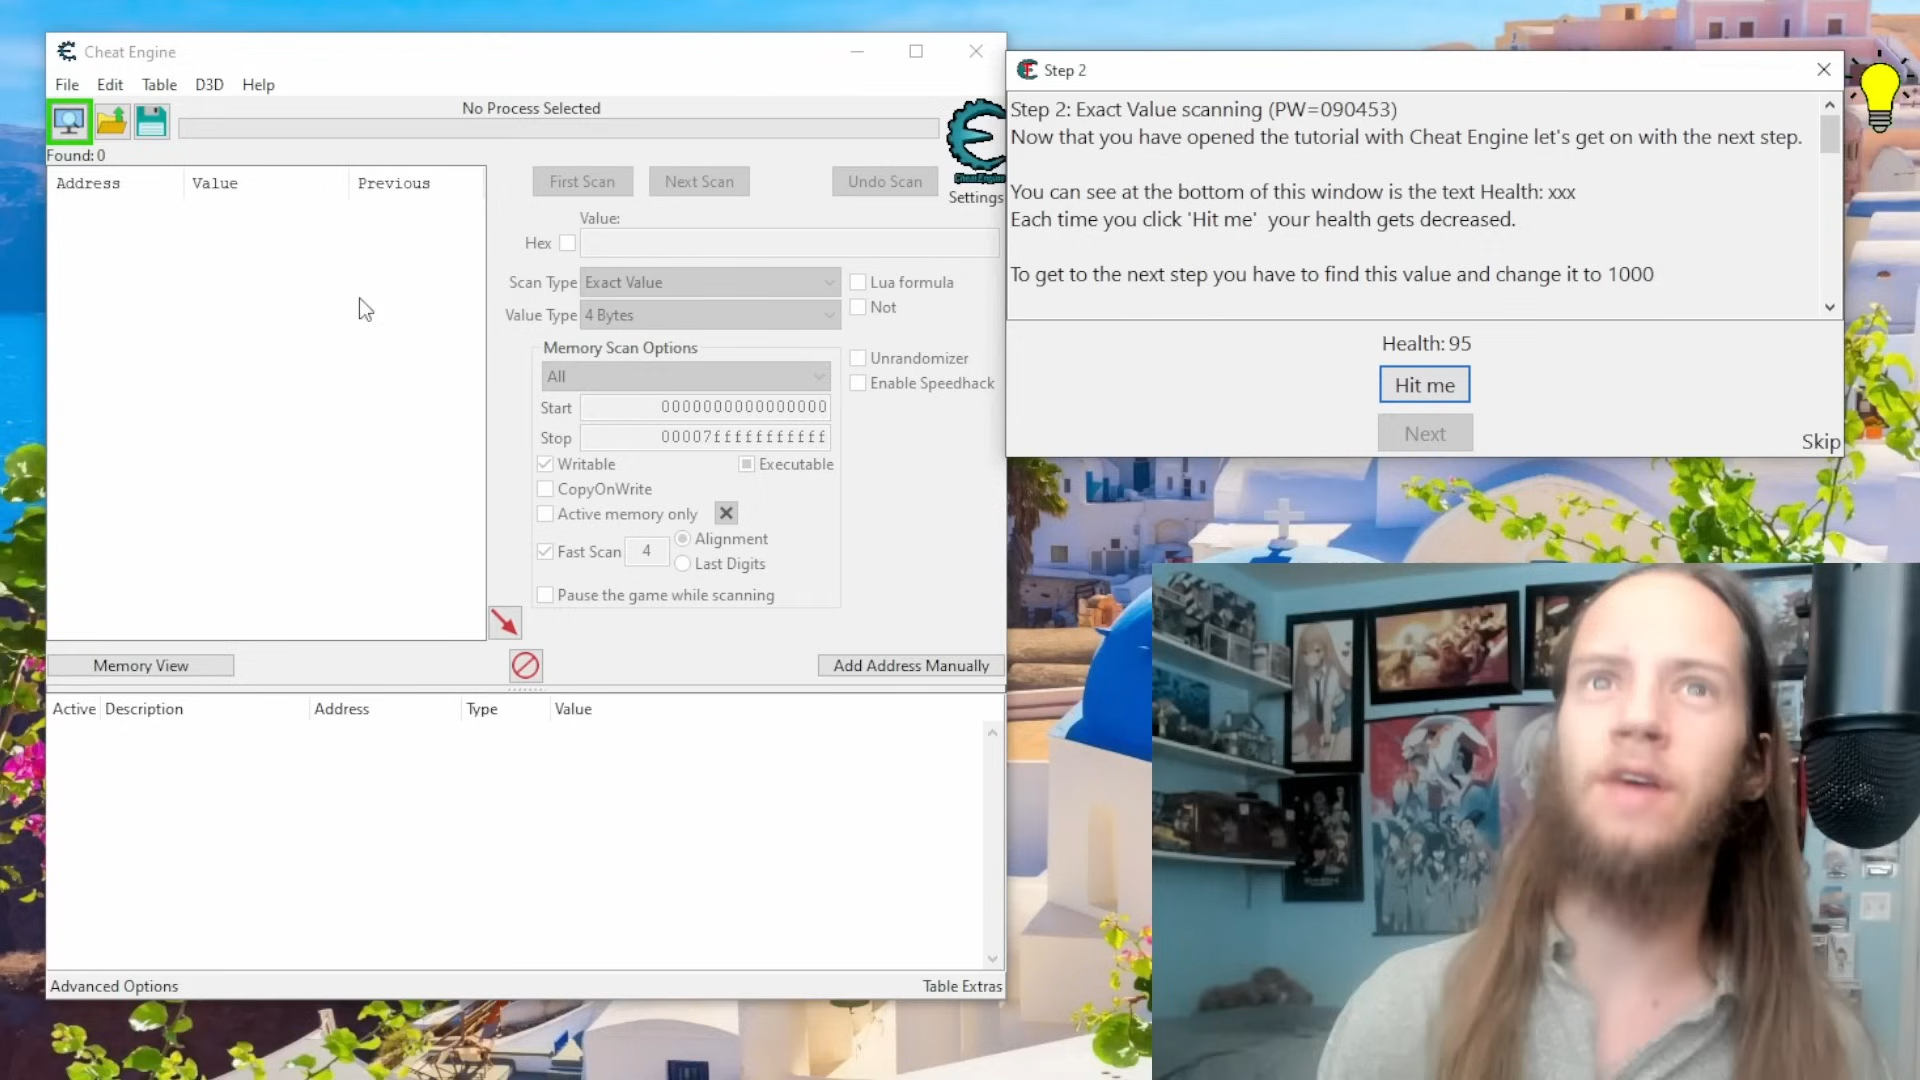 Cheat Engine
File Edit Table D3D Help
No Process Selected
Found: 0
Address Value Previous
First Scan Next Scan Undo Scan
Cheat Engine
Settings
Value:
Hex
Scan Type Exact Value
Lua formula
Value Type 4 Bytes
Not
Memory Scan Options
All
Unrandomizer
Enable Speedhack
Start 0000000000000000
Stop 00007fffffffffff
Writable Executable
CopyOnWrite
Active memory only
Fast Scan 4 Alignment
Last Digits
Pause the game while scanning
Memory View
Add Address Manually
Active Description Address Type Value
Advanced Options
Table Extras
Step 2
Step 2: Exact Value scanning (PW=090453)
Now that you have opened the tutorial with Cheat Engine let's get on with the next step.
You can see at the bottom of this window is the text Health: xxx
Each time you click 'Hit me'  your health gets decreased.
To get to the next step you have to find this value and change it to 1000
Health: 95
Hit me
Next
Skip